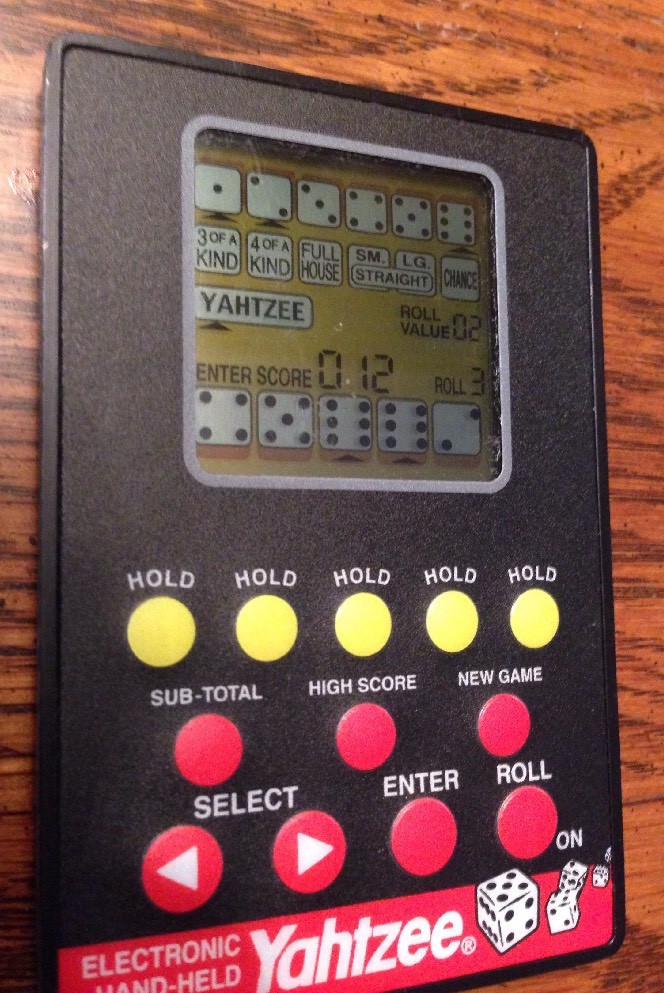 3 OF A KIND
4 OF A KIND
FULL HOUSE
SM. LG.
STRAIGHT
CHANCE
YAHTZEE
ROLL VALUE 02
ENTER SCORE 012
ROLL 3
HOLD HOLD HOLD HOLD HOLD
SUB-TOTAL
HIGH SCORE
NEW GAME
SELECT
ENTER
ROLL
ON
ELECTRONIC
HAND-HELD
Yahtzee®